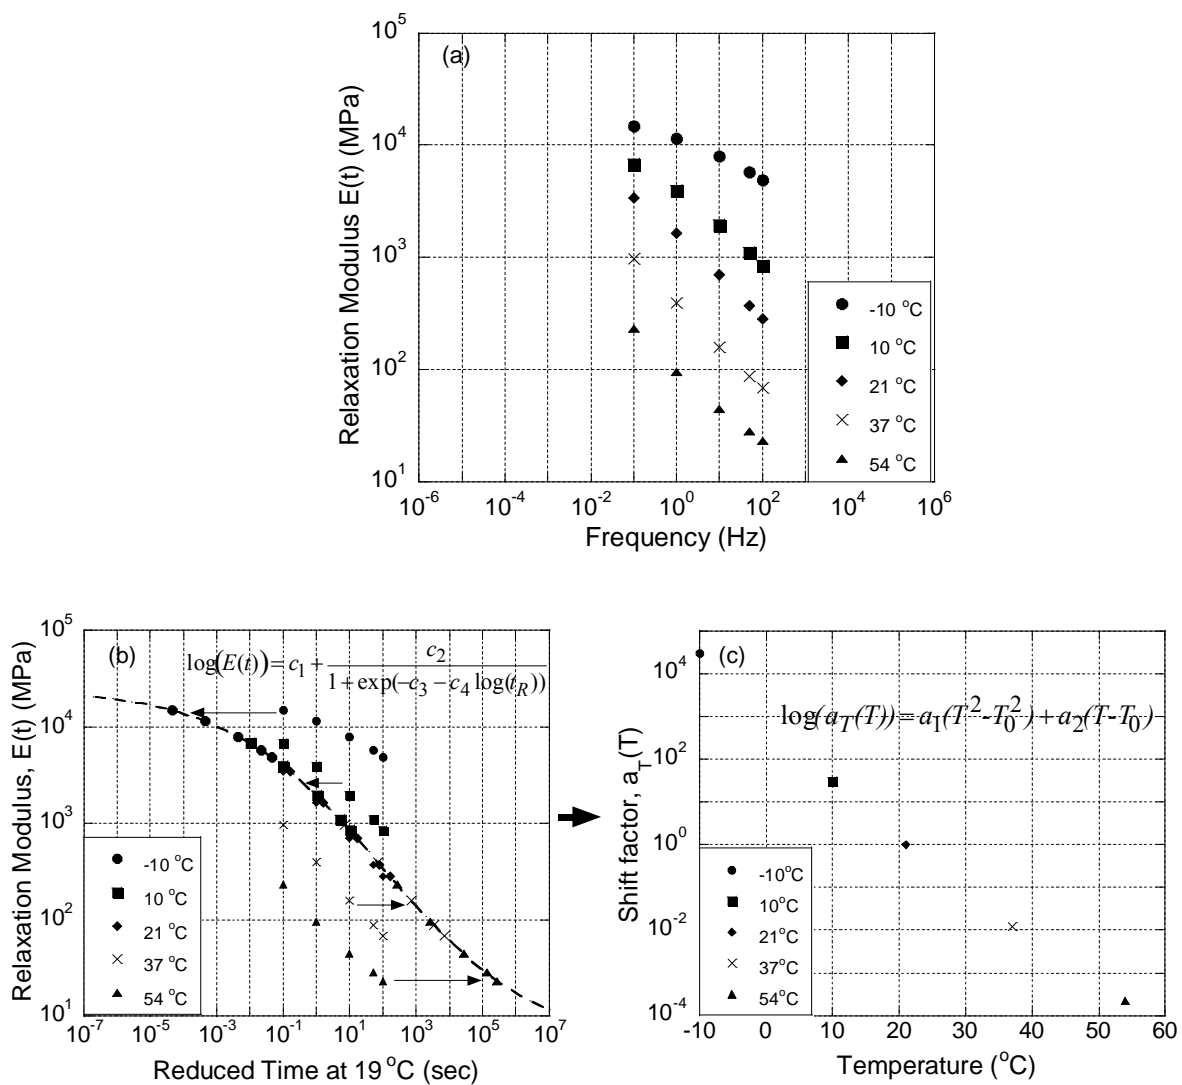 (a)
Relaxation Modulus E(t) (MPa)
10^5
10^4
10^3
10^2
10^1
-10 °C
10 °C
21 °C
37 °C
54 °C
10^-6 10^-4 10^-2 10^0 10^2 10^4 10^6
Frequency (Hz)
(b)
log(E(t))=c_1+c_2/(1+exp(-c_3-c_4log(t_R)))
Relaxation Modulus, E(t) (MPa)
10^5
10^4
10^3
10^2
10^1
-10 °C
10 °C
21 °C
37 °C
54 °C
10^-7 10^-5 10^-3 10^-1 10^1 10^3 10^5 10^7
Reduced Time at 19 °C (sec)
(c)
log(a_T(T))=a_1(T^2-T_0^2)+a_2(T-T_0)
Shift factor, a_T(T)
10^4
10^2
10^0
10^-2
10^-4
-10°C
10°C
21°C
37°C
54°C
-10 0 10 20 30 40 50 60
Temperature (°C)